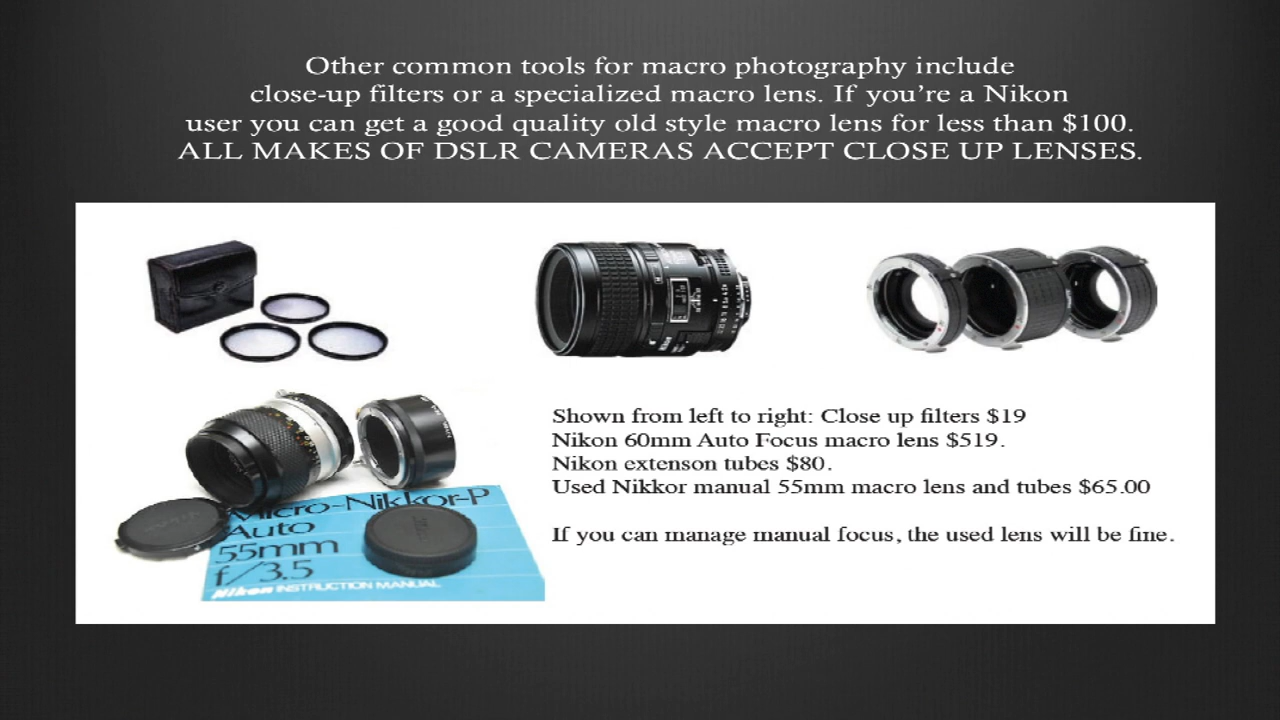 Other common tools for macro photography include
close-up filters or a specialized macro lens. If you're a Nikon
user you can get a good quality old style macro lens for less than $100.
ALL MAKES OF DSLR CAMERAS ACCEPT CLOSE UP LENSES.
Shown from left to right: Close up filters $19
Nikon 60mm Auto Focus macro lens $519.
Nikon extenson tubes $80.
Used Nikkor manual 55mm macro lens and tubes $65.00
If you can manage manual focus, the used lens will be fine.
Micro-Nikkor-P
Auto
55mm
f/3.5
Nikon INSTRUCTION MANUAL